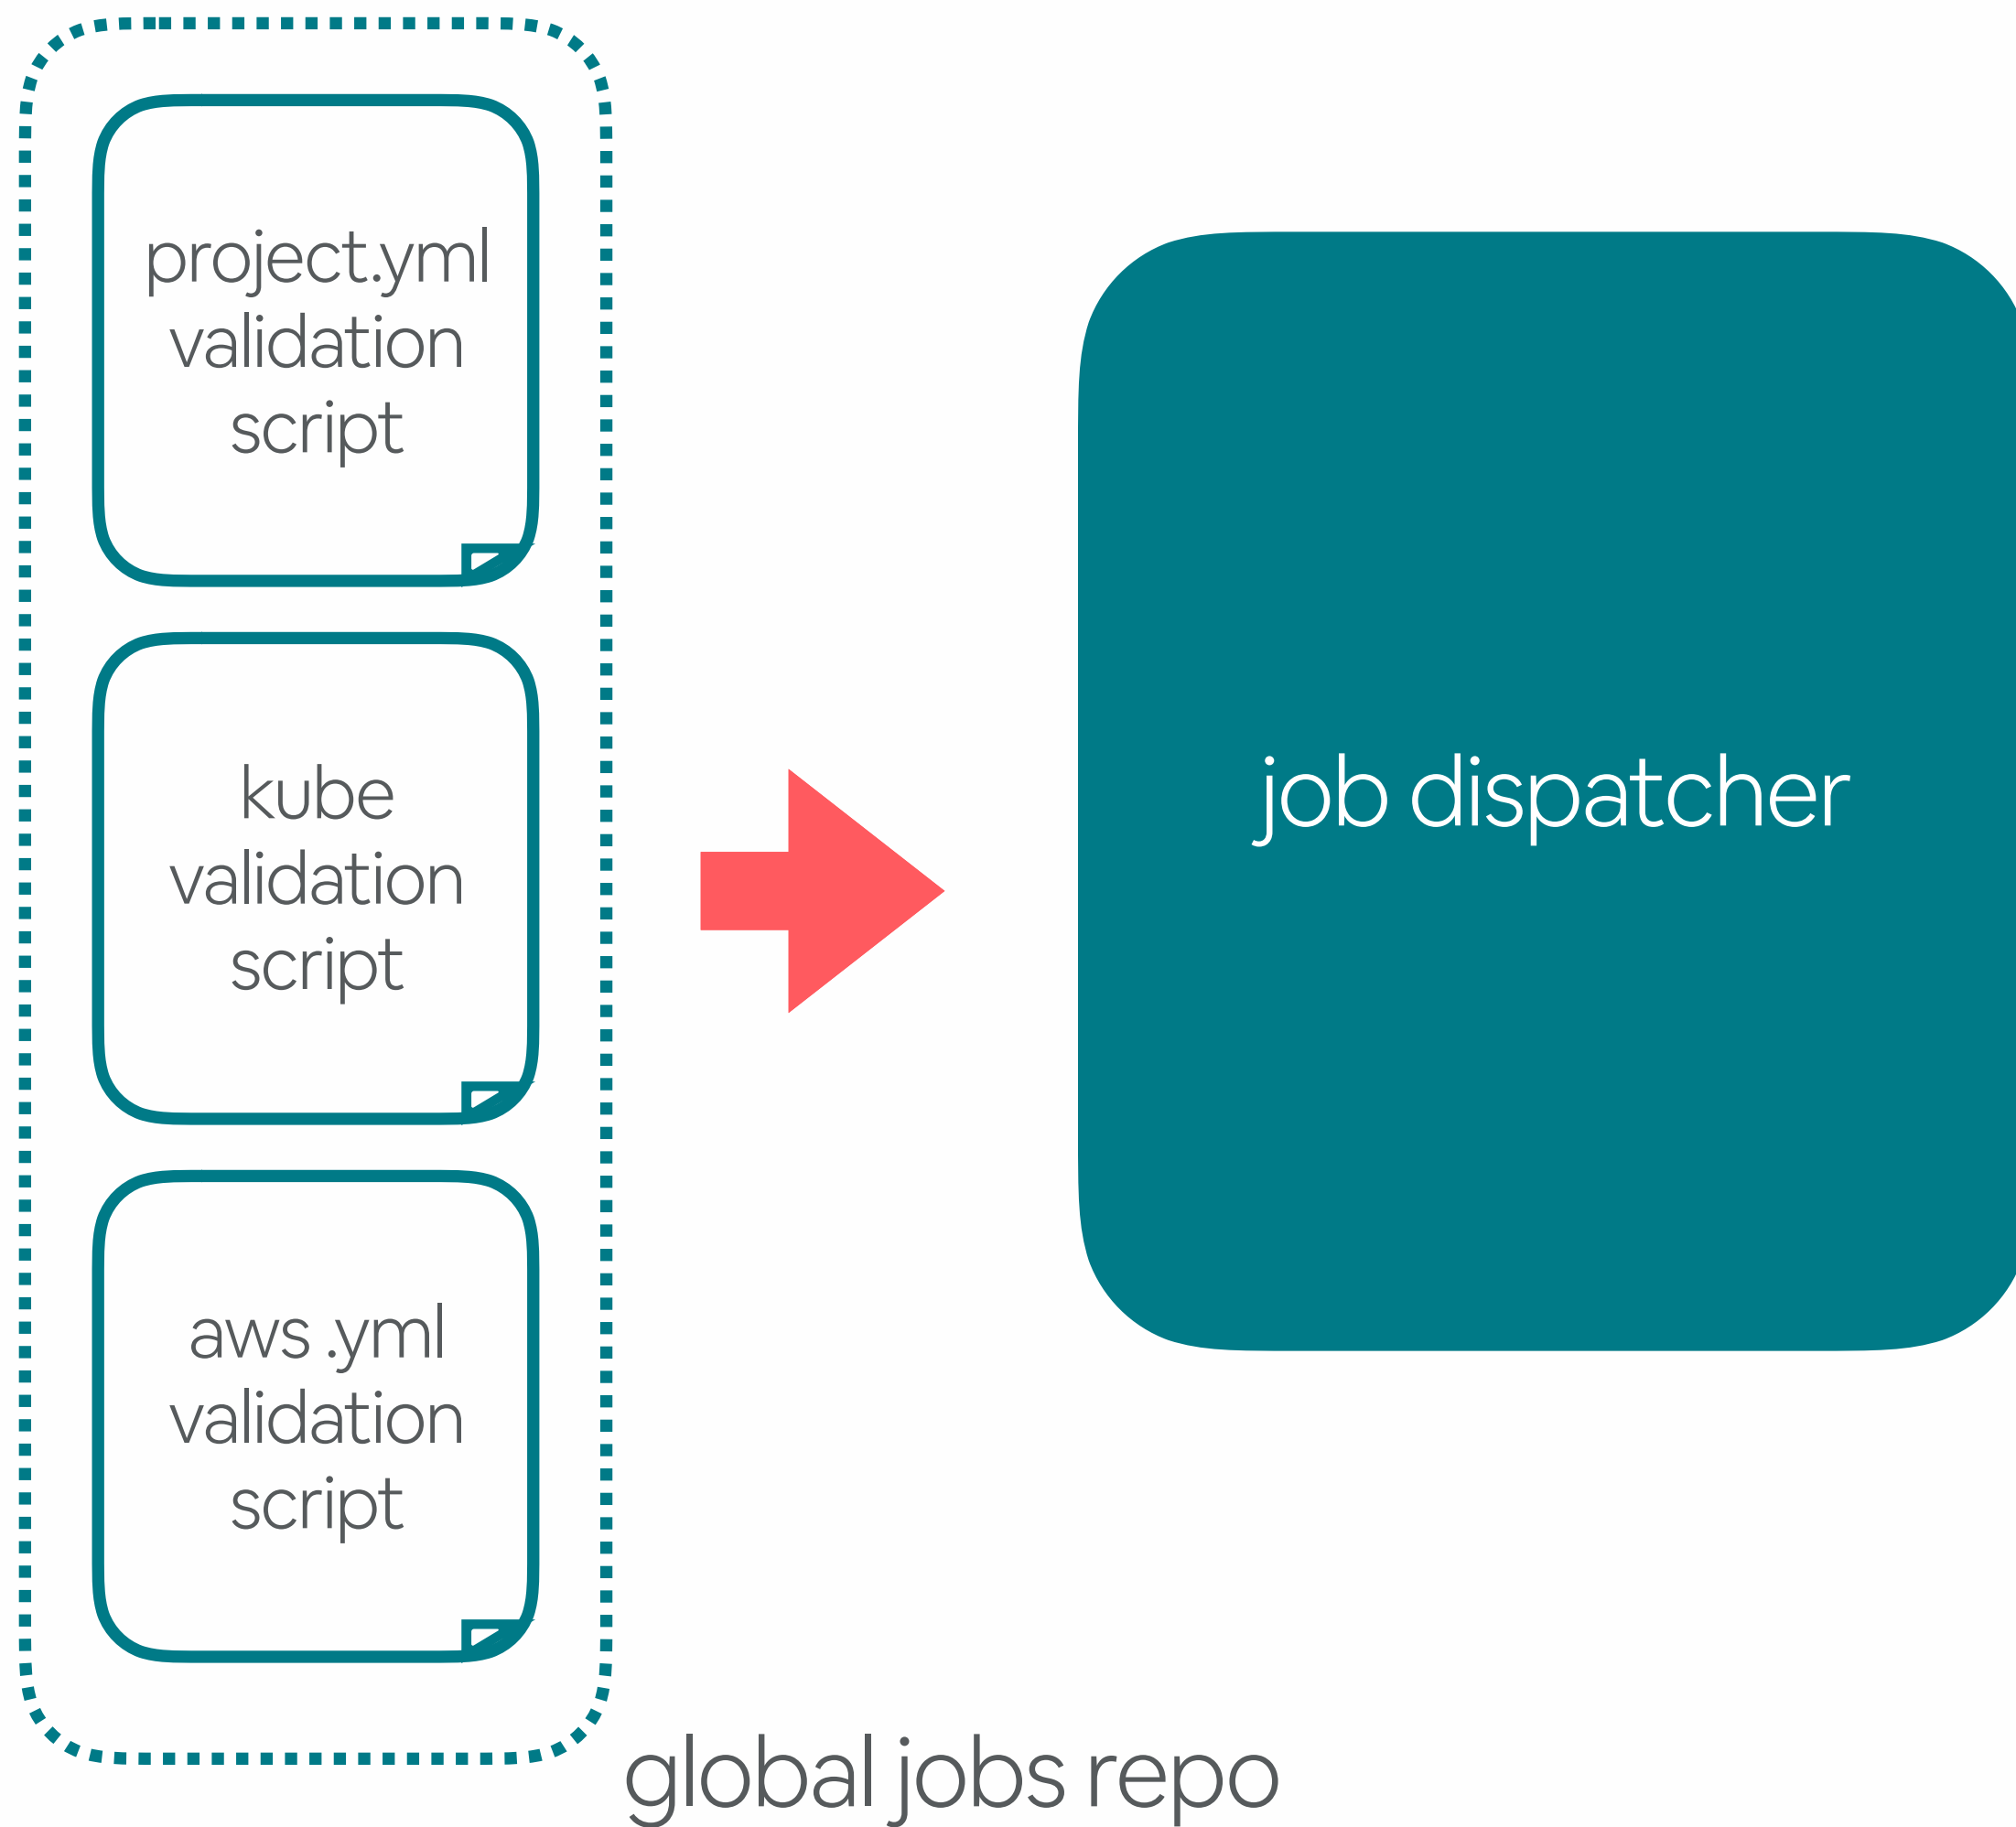 project.yml
validation
script
kube
validation
script
aws .yml
validation
script
job dispatcher
global jobs repo